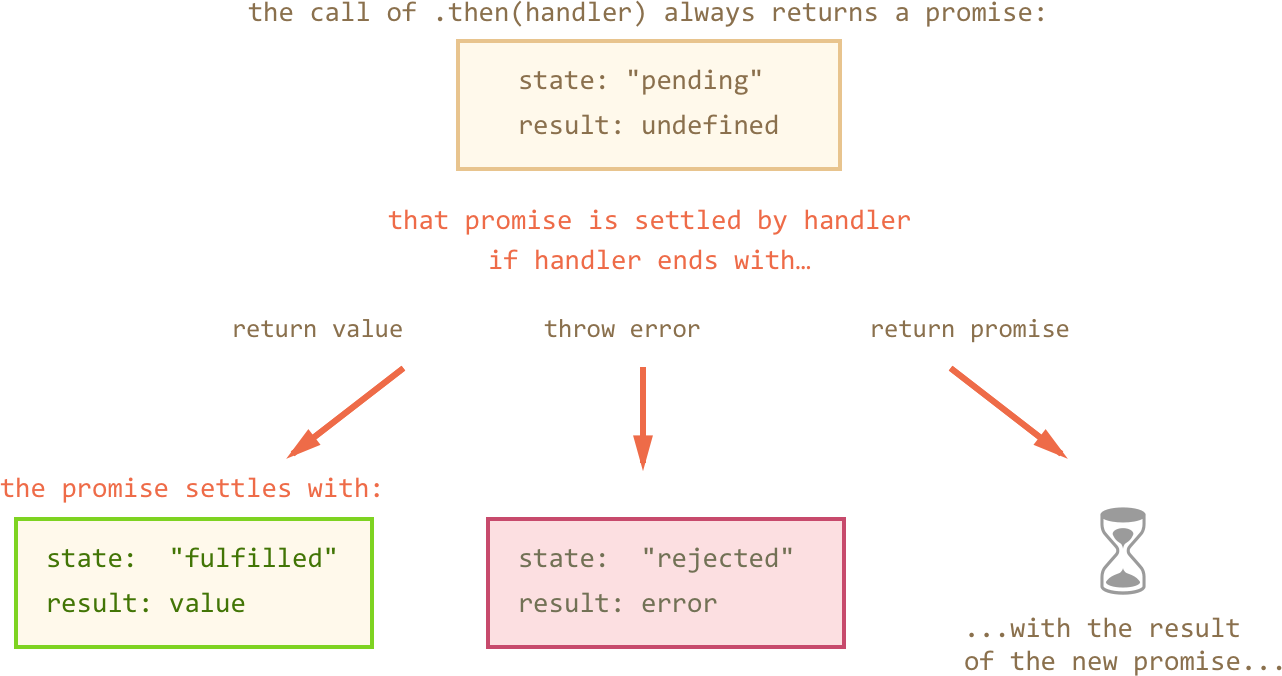 the call of .then(handler) always returns a promise:
state: "pending"
result: undefined
that promise is settled by handler
if handler ends with…
return value
throw error
return promise
the promise settles with:
state:  "fulfilled"
result: value
state:  "rejected"
result: error
...with the result
of the new promise...